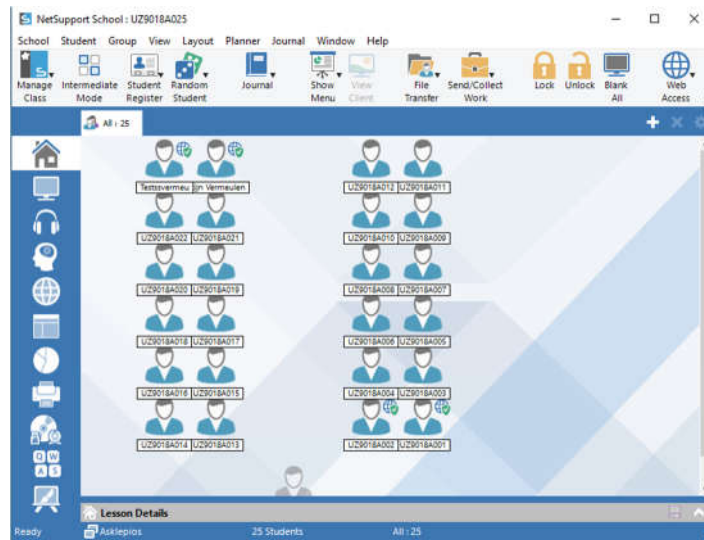 NetSupport School : UZ9018A025
School Student Group View Layout Planner Journal Window Help
Manage Class Intermediate Mode Student Register Random Student Journal Show Menu View Client File Transfer Send/Collect Work Lock Unlock Blank All Web Access
All : 25
Testssvermeu gn Vermeulen UZ9018A012 UZ9018A011
UZ9018A022 UZ9018A021 UZ9018A010 UZ9018A009
UZ9018A020 UZ9018A019 UZ9018A008 UZ9018A007
UZ9018A018 UZ9018A017 UZ9018A006 UZ9018A005
UZ9018A016 UZ9018A015 UZ9018A004 UZ9018A003
UZ9018A014 UZ9018A013 UZ9018A002 UZ9018A001
Q W
A S
Lesson Details
Ready Asklepios 25 Students All : 25